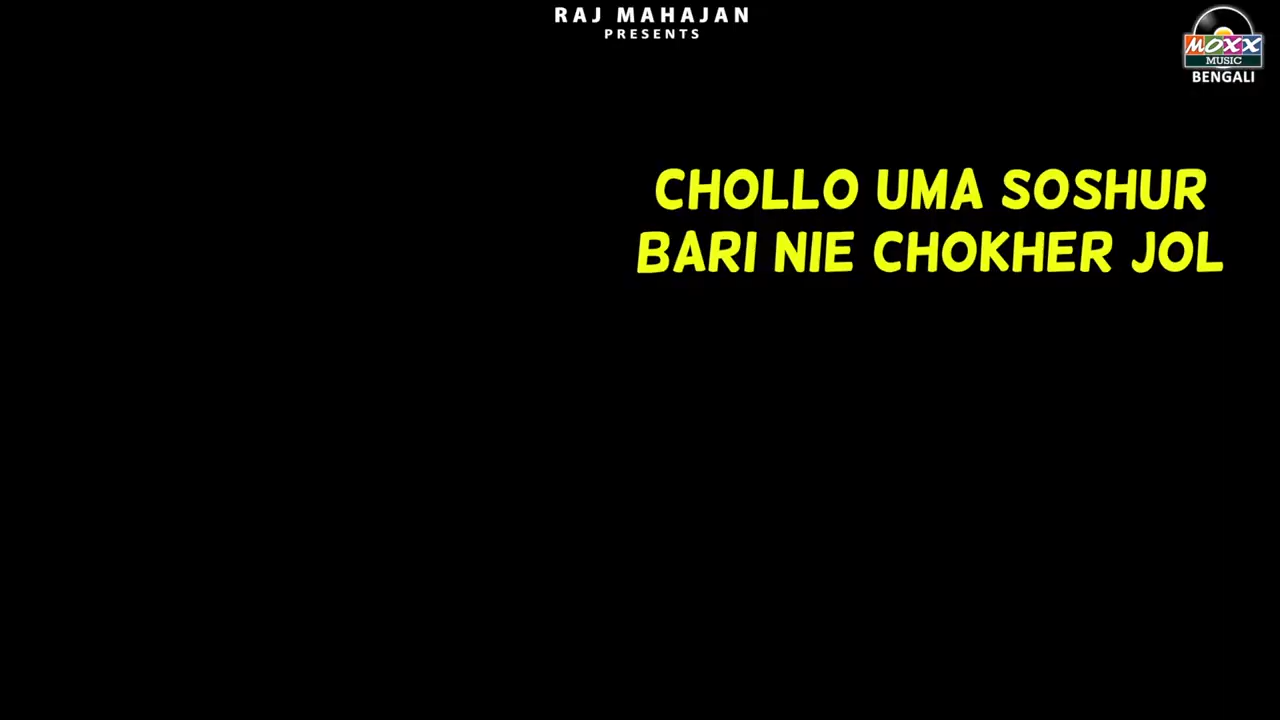 RAJ MAHAJAN
PRESENTS
MOXX
MUSIC
BENGALI
CHOLLO UMA SOSHUR
BARI NIE CHOKHER JOL